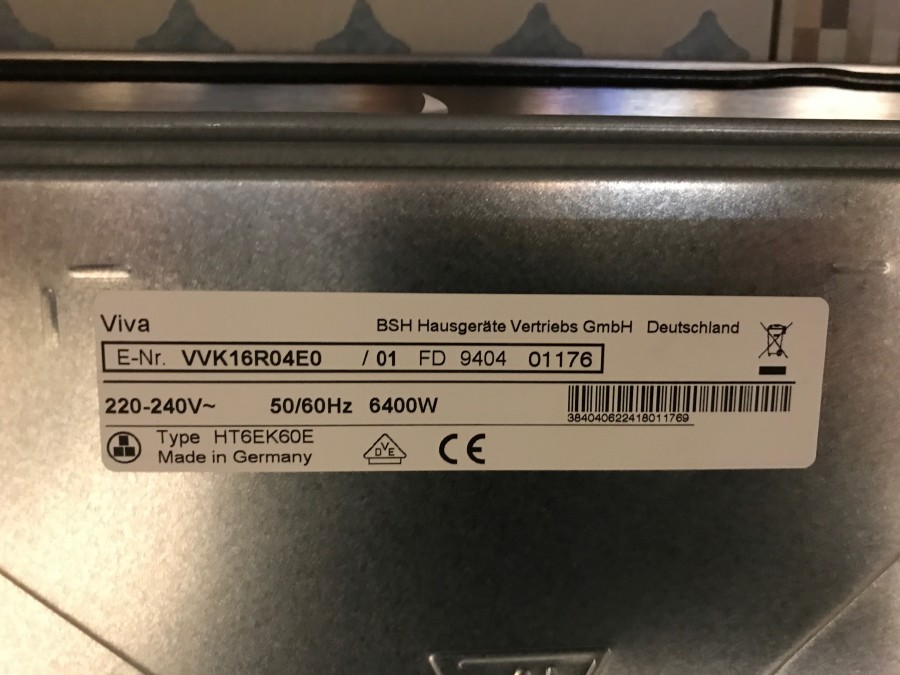 Viva BSH Hausgeräte Vertriebs GmbH Deutschland
E-Nr. VVK16R04E0 / 01 FD 9404 01176
220-240V~ 50/60Hz 6400W
384040622418011769
Type HT6EK60E
Made in Germany
DVE CE